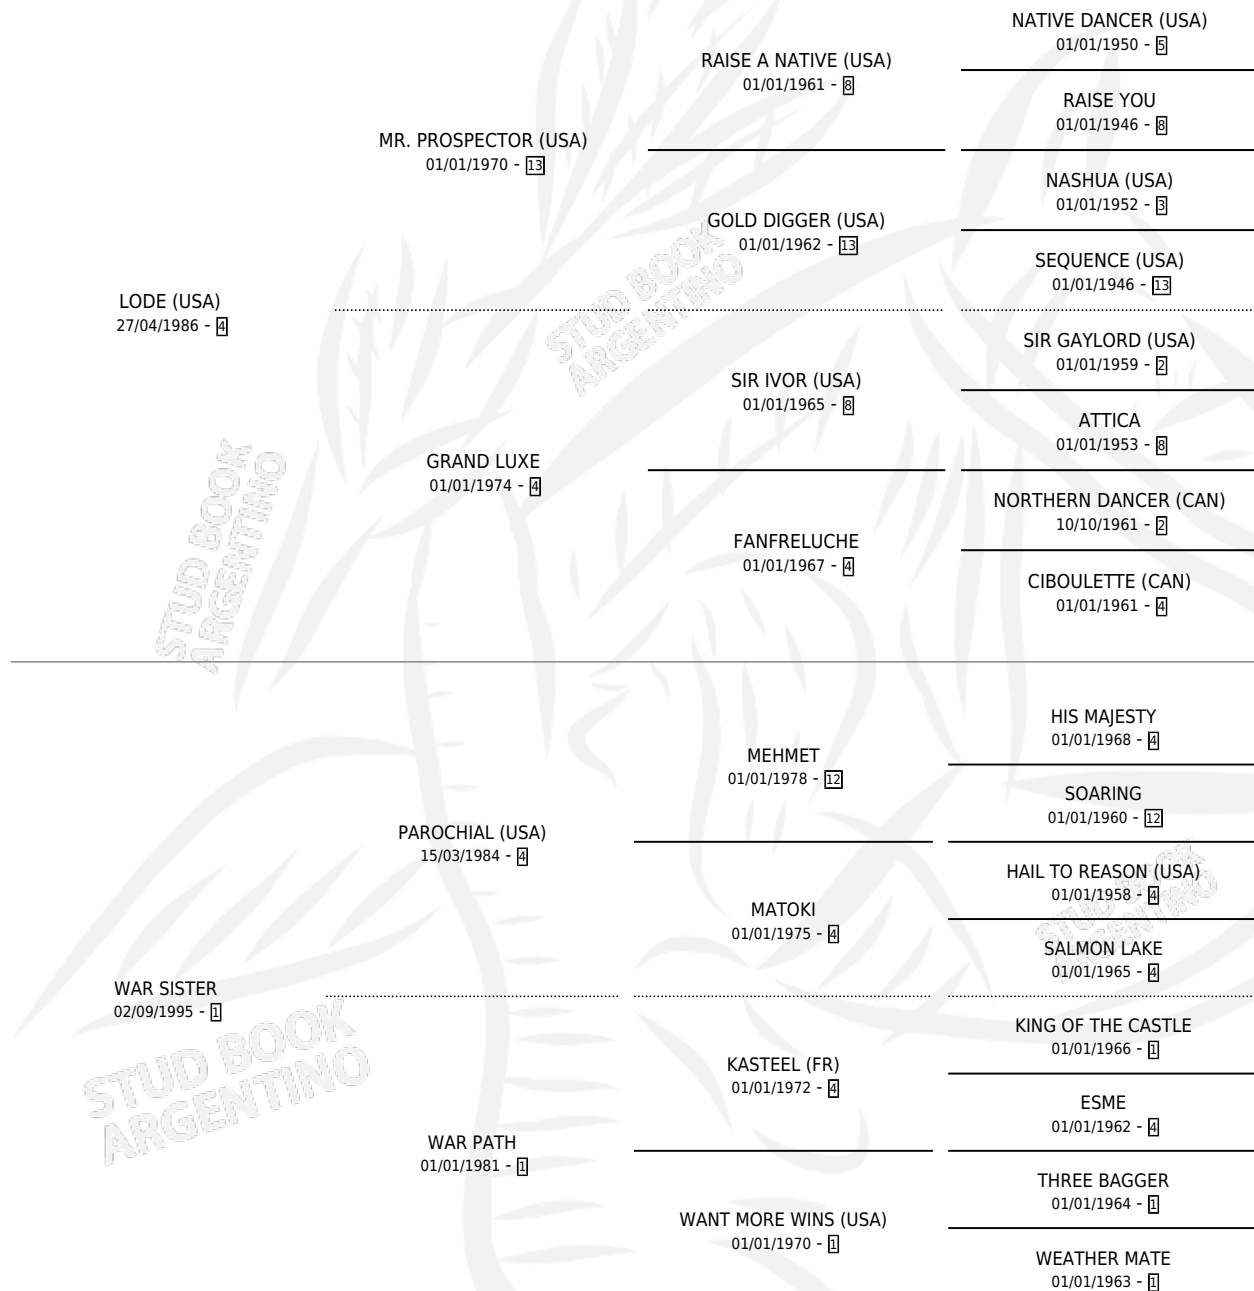 NATIVE DANCER (USA)
01/01/1950 - 5
RAISE A NATIVE (USA)
01/01/1961 - 8
RAISE YOU
01/01/1946 - 8
MR. PROSPECTOR (USA)
01/01/1970 - 13
NASHUA (USA)
01/01/1952 - 3
GOLD DIGGER (USA)
01/01/1962 - 13
SEQUENCE (USA)
01/01/1946 - 13
LODE (USA)
27/04/1986 - 4
STUD BOOK
ARGENTINO
SIR GAYLORD (USA)
01/01/1959 - 2
SIR IVOR (USA)
01/01/1965 - 8
ATTICA
01/01/1953 - 8
GRAND LUXE
01/01/1974 - 4
NORTHERN DANCER (CAN)
10/10/1961 - 2
FANFRELUCHE
01/01/1967 - 4
CIBOULETTE (CAN)
01/01/1961 - 4
STUD BOOK
ARGENTINO
HIS MAJESTY
01/01/1968 - 4
MEHMET
01/01/1978 - 12
SOARING
01/01/1960 - 12
PAROCHIAL (USA)
15/03/1984 - 4
HAIL TO REASON (USA)
01/01/1958 - 4
MATOKI
01/01/1975 - 4
SALMON LAKE
01/01/1965 - 4
STUD BOOK
ARGENTINO
WAR SISTER
02/09/1995 - 1
KING OF THE CASTLE
01/01/1966 - 1
KASTEEL (FR)
01/01/1972 - 4
ESME
01/01/1962 - 4
STUD BOOK
ARGENTINO
WAR PATH
01/01/1981 - 1
THREE BAGGER
01/01/1964 - 1
WANT MORE WINS (USA)
01/01/1970 - 1
WEATHER MATE
01/01/1963 - 1